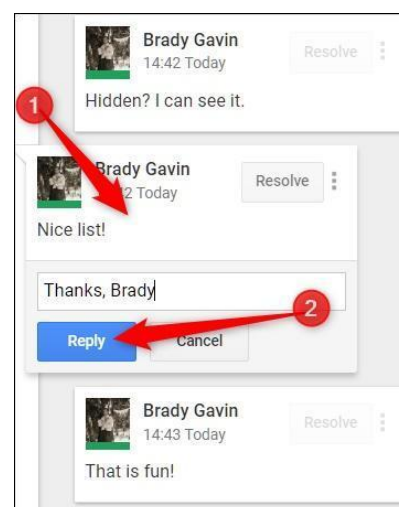 Brady Gavin
14:42 Today
Resolve
Hidden? I can see it.
1
Brady Gavin
2 Today
Resolve
Nice list!
Thanks, Brady
2
Reply
Cancel
Brady Gavin
14:43 Today
Resolve
That is fun!